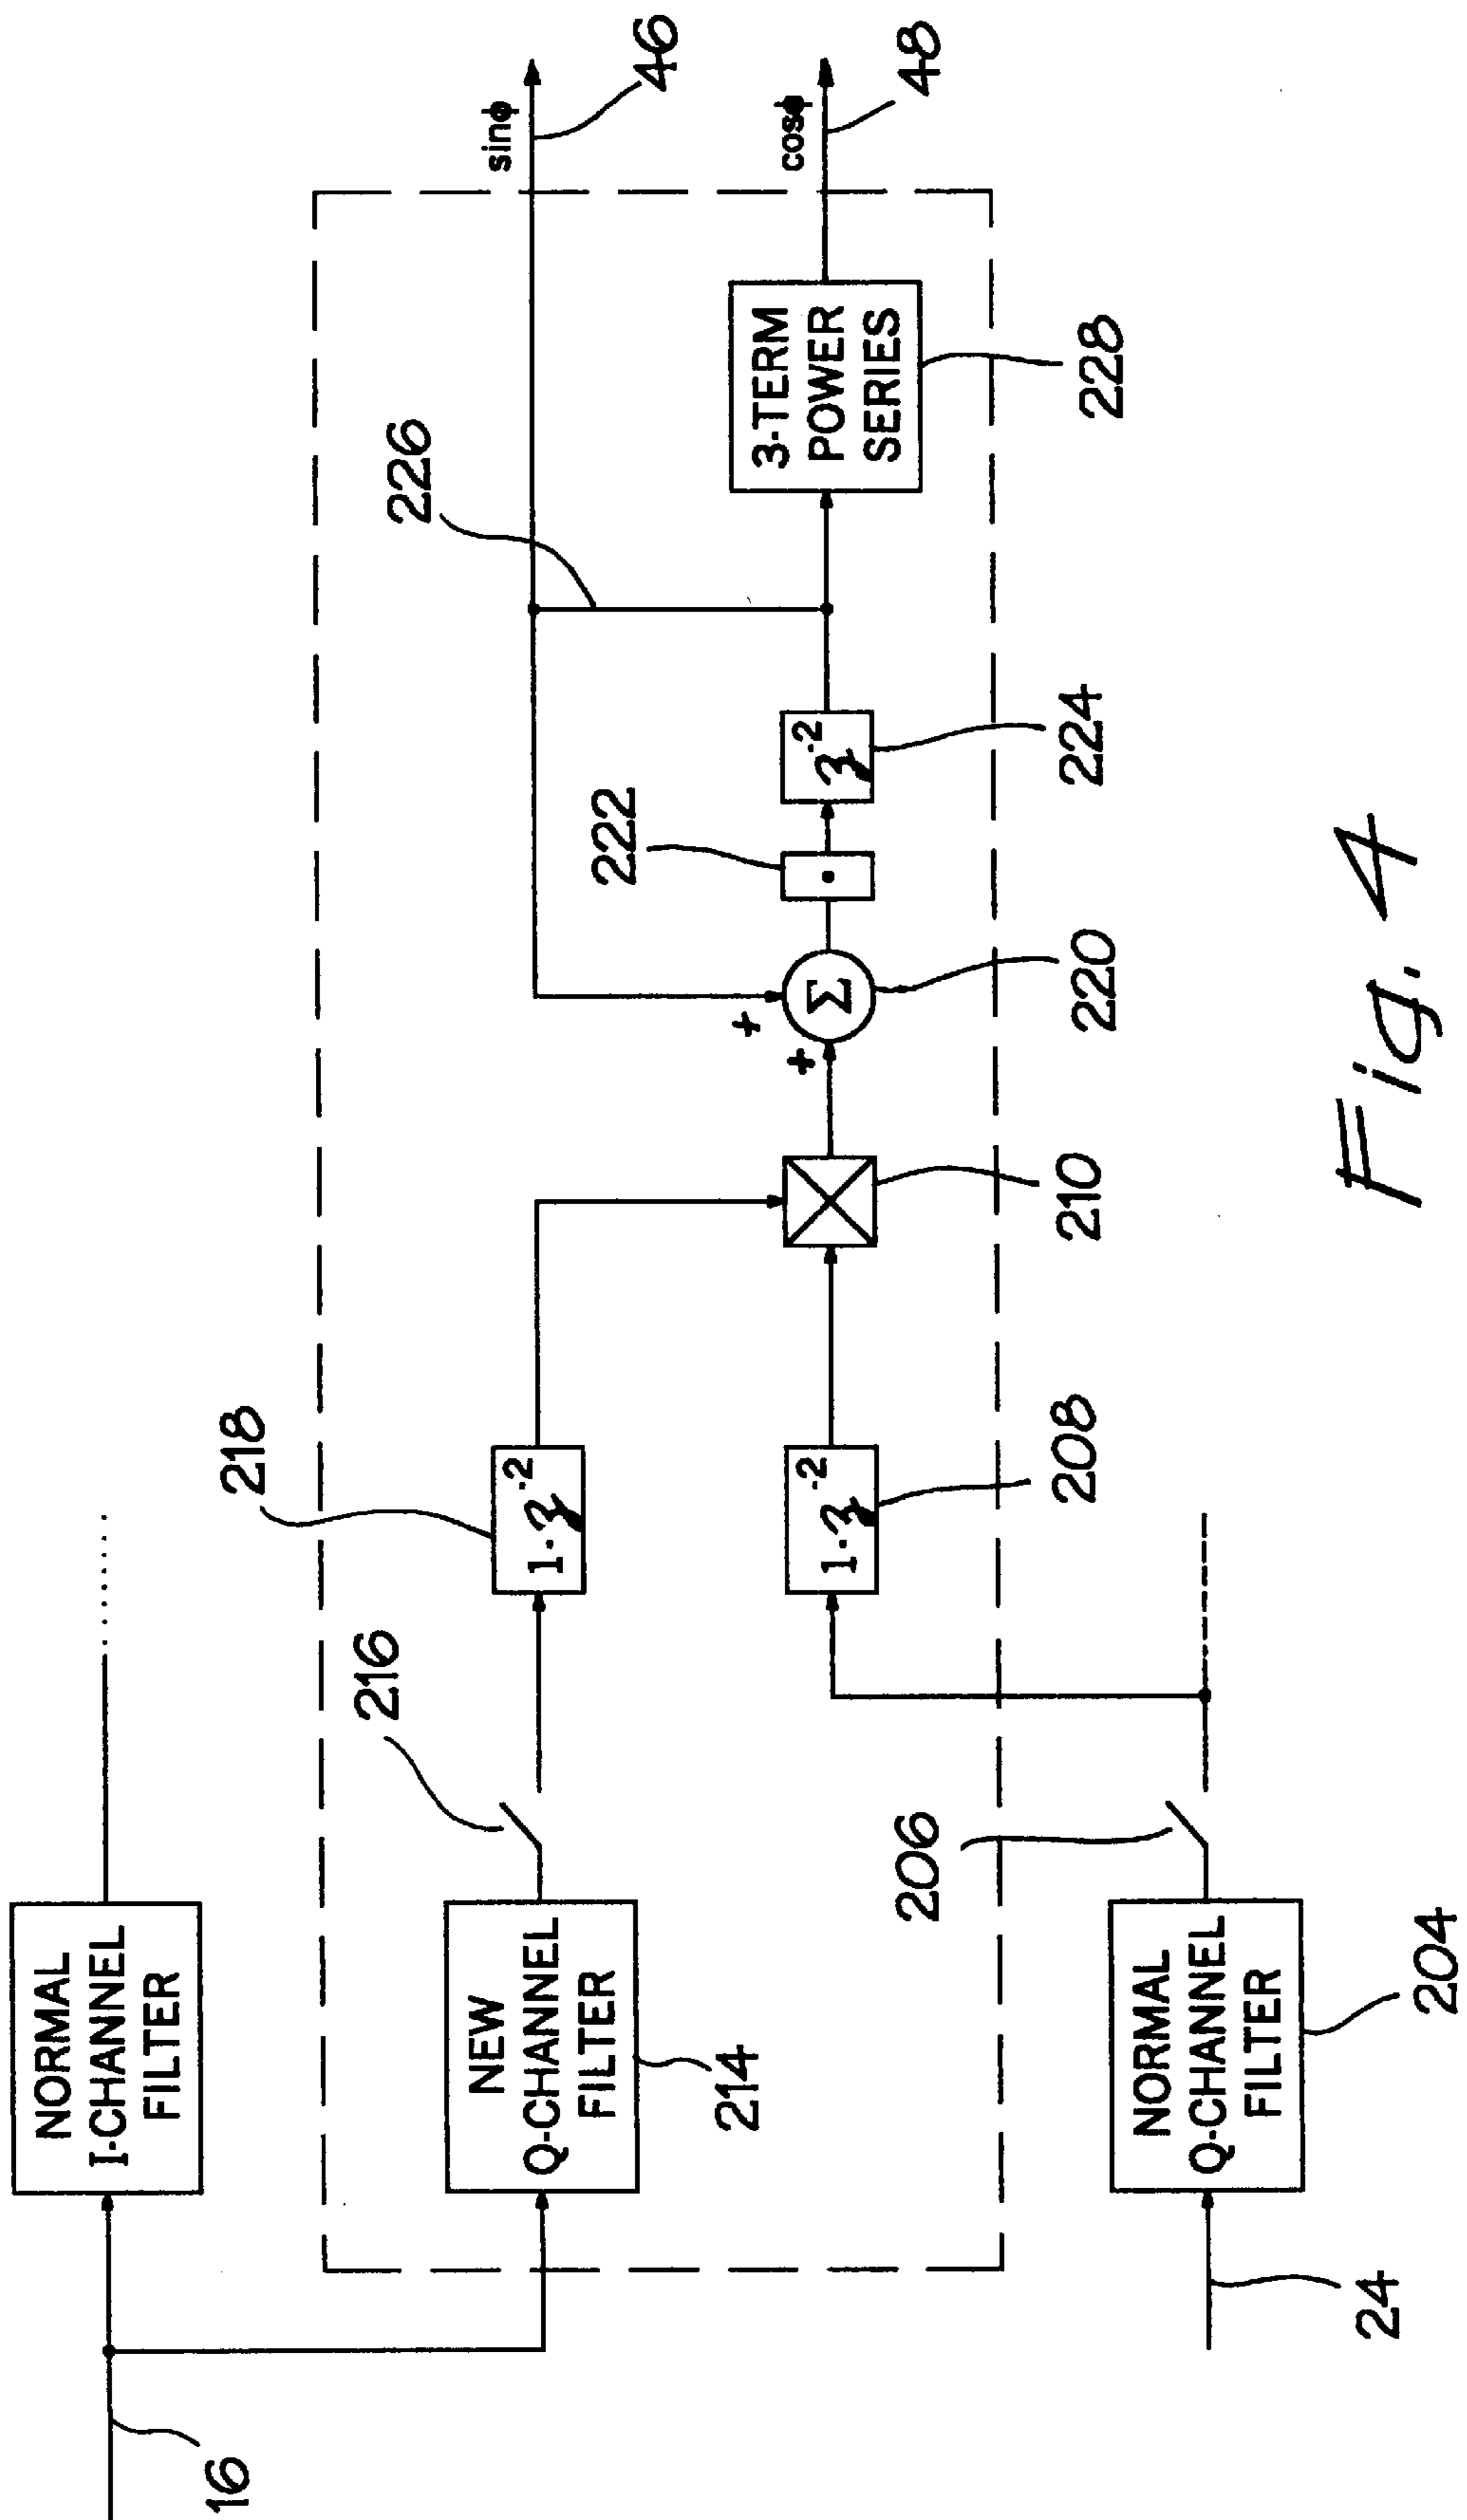 16
NORMAL
I-CHANNEL
FILTER
218
216
NEW
Q-CHANNEL
FILTER
214
1-z⁻²
226
sinϕ
46
222
+
+
Σ
z⁻²
3-TERM
POWER
SERIES
cosϕ
48
1-z⁻²
206
208
210
220
224
228
24
NORMAL
Q-CHANNEL
FILTER
204
Fig. 4